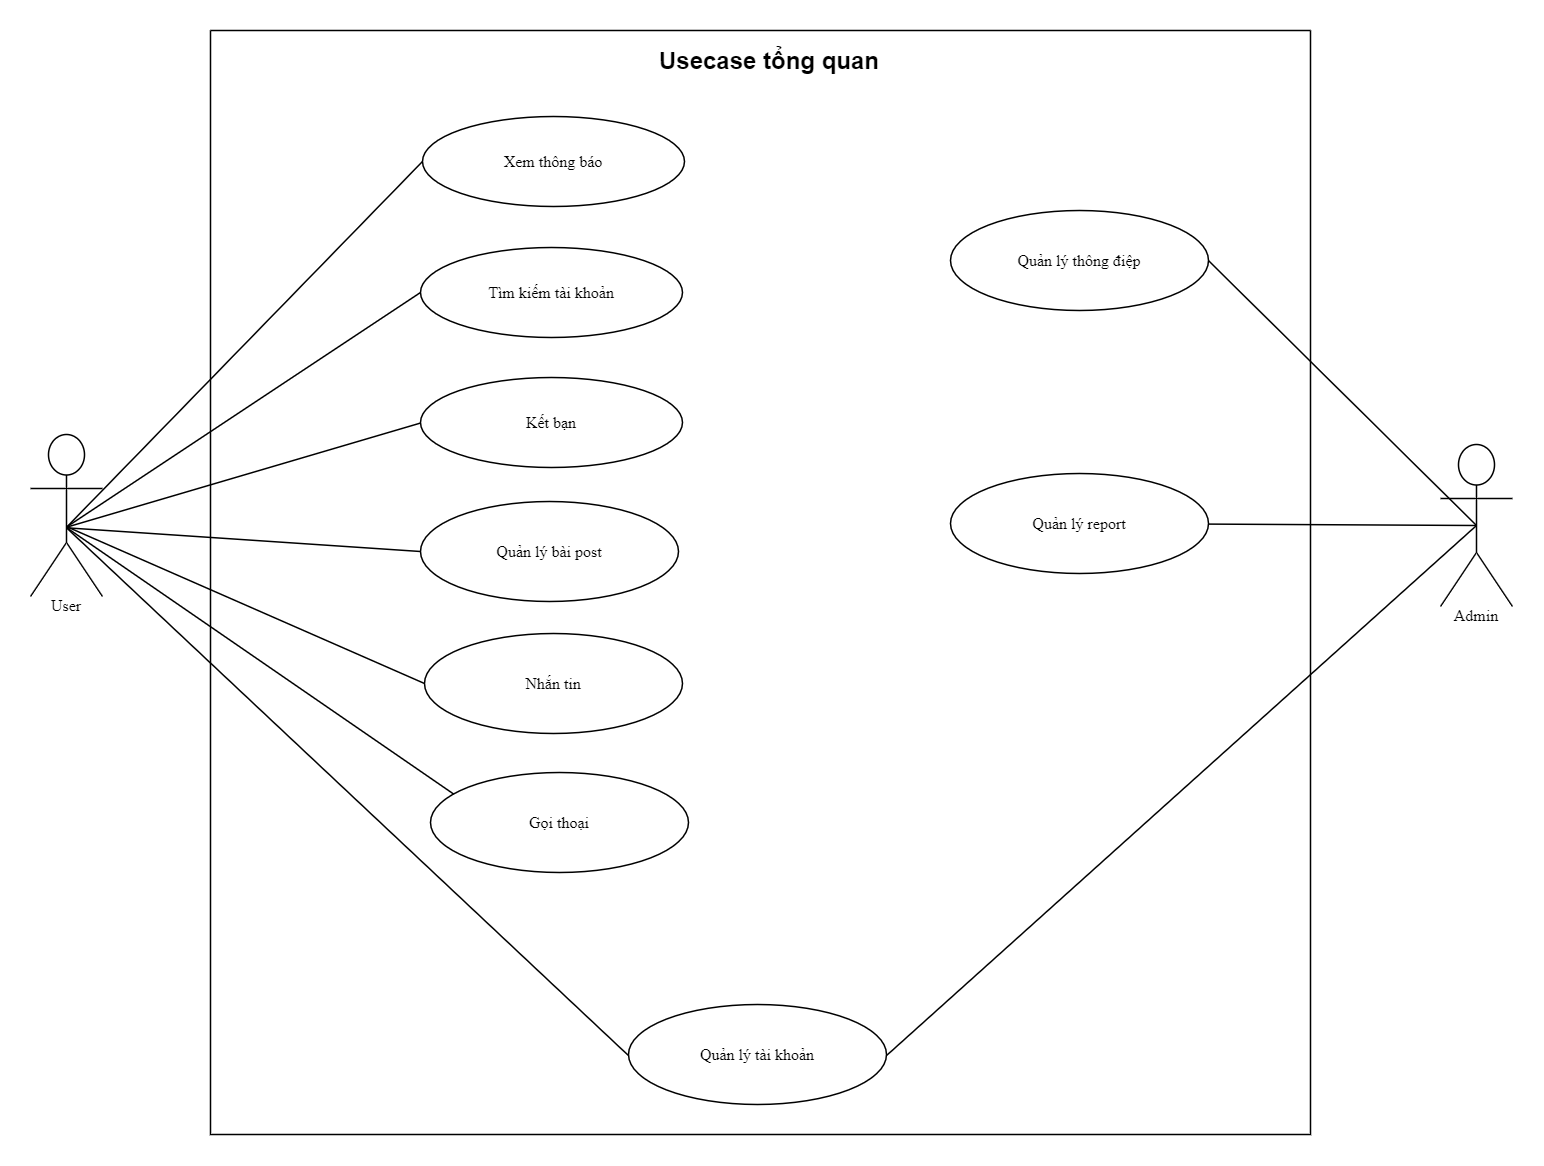 Usecase tổng quan
Xem thông báo
Tìm kiếm tài khoản
Kết bạn
Quản lý bài post
Nhắn tin
Gọi thoại
Quản lý tài khoản
Quản lý thông điệp
Quản lý report
User
Admin